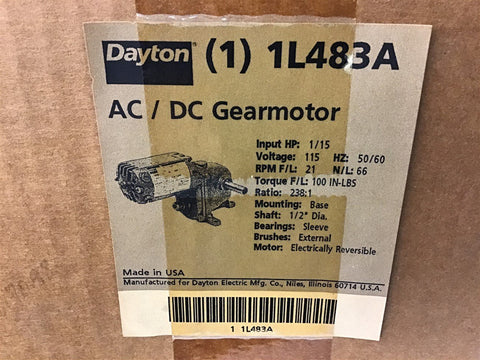 Dayton® (1) 1L483A
AC / DC Gearmotor
Input HP: 1/15
Voltage: 115 HZ: 50/60
RPM F/L: 21 N/L: 66
Torque F/L: 100 IN-LBS
Ratio: 238:1
Mounting: Base
Shaft: 1/2" Dia.
Bearings: Sleeve
Brushes: External
Motor: Electrically Reversible
Made in USA
Manufactured for Dayton Electric Mfg. Co., Niles, Illinois 60714 U.S.A.
1 1L483A